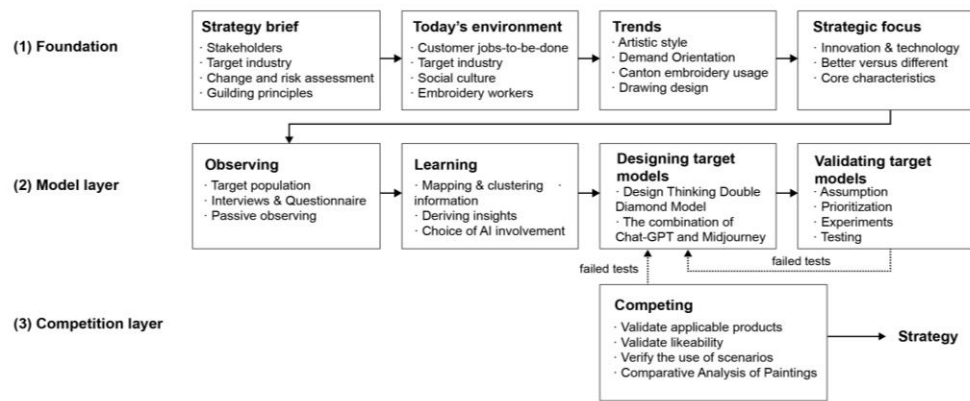 (1) Foundation
Strategy brief
· Stakeholders
· Target industry
· Change and risk assessment
· Guilding principles
Today's environment
· Customer jobs-to-be-done
· Target industry
· Social culture
· Embroidery workers
Trends
· Artistic style
· Demand Orientation
· Canton embroidery usage
· Drawing design
Strategic focus
· Innovation & technology
· Better versus different
· Core characteristics
(2) Model layer
Observing
· Target population
· Interviews & Questionnaire
· Passive observing
Learning
· Mapping & clustering ·
information
· Deriving insights
· Choice of AI involvement
Designing target
models
· Design Thinking Double
Diamond Model
· The combination of
Chat-GPT and Midjourney
Validating target
models
· Assumption
· Prioritization
· Experiments
· Testing
failed tests
failed tests
(3) Competition layer
Competing
· Validate applicable products
· Validate likeability
· Verify the use of scenarios
· Comparative Analysis of Paintings
Strategy